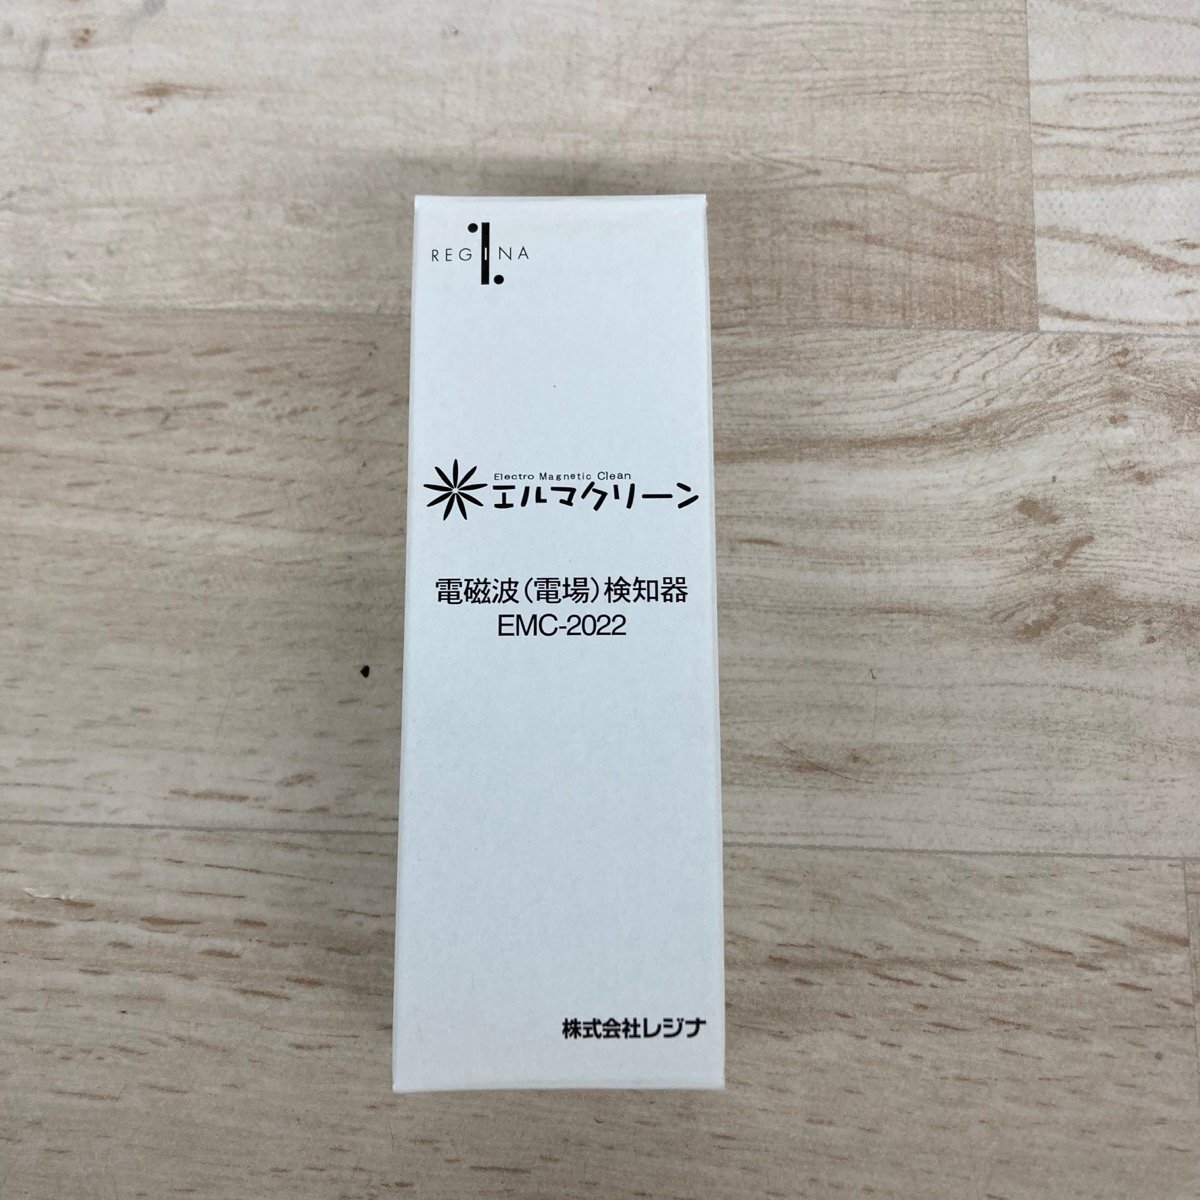 REGINA
Electro Magnetic Clean
エルマクリーン
電磁波(電場)検知器
EMC-2022
株式会社レジナ